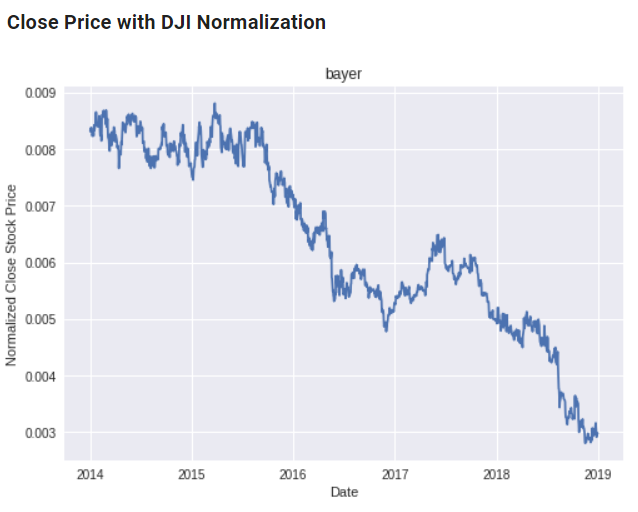 Close Price with DJI Normalization
bayer
0.009
0.008
0.007
0.006
0.005
0.004
0.003
Normalized Close Stock Price
2014 2015 2016 2017 2018 2019
Date